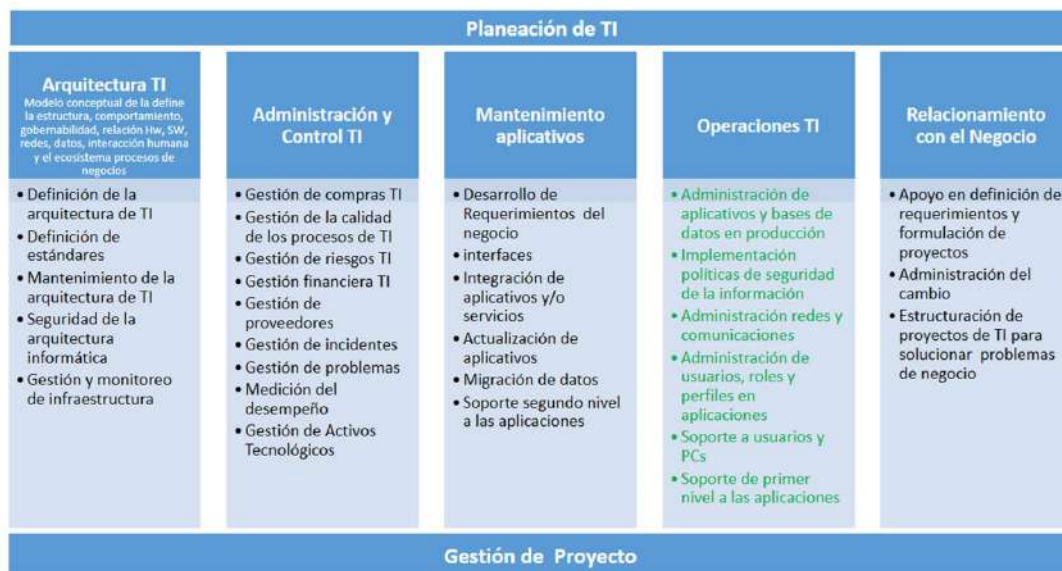 Planeación de TI
Arquitectura TI
Modelo conceptual de la define
la estructura, comportamiento,
gobernabilidad, relación Hw, SW,
redes, datos, interacción humana
y el ecosistema procesos de
negocios
• Definición de la
arquitectura de TI
• Definición de
estándares
• Mantenimiento de la
arquitectura de TI
• Seguridad de la
arquitectura
informática
• Gestión y monitoreo
de infraestructura
Administración y
Control TI
• Gestión de compras TI
• Gestión de la calidad
de los procesos de TI
• Gestión de riesgos TI
• Gestión financiera TI
• Gestión de
proveedores
• Gestión de incidentes
• Gestión de problemas
• Medición del
desempeño
• Gestión de Activos
Tecnológicos
Mantenimiento
aplicativos
• Desarrollo de
Requerimientos del
negocio
• interfaces
• Integración de
aplicativos y/o
servicios
• Actualización de
aplicativos
• Migración de datos
• Soporte segundo nivel
a las aplicaciones
Operaciones TI
• Administración de
aplicativos y bases de
datos en producción
• Implementación
políticas de seguridad
de la información
• Administración redes y
comunicaciones
• Administración de
usuarios, roles y
perfiles en
aplicaciones
• Soporte a usuarios y
PCs
• Soporte de primer
nivel a las aplicaciones
Relacionamiento
con el Negocio
• Apoyo en definición de
requerimientos y
formulación de
proyectos
• Administración del
cambio
• Estructuración de
proyectos de TI para
solucionar problemas
de negocio
Gestión de Proyecto